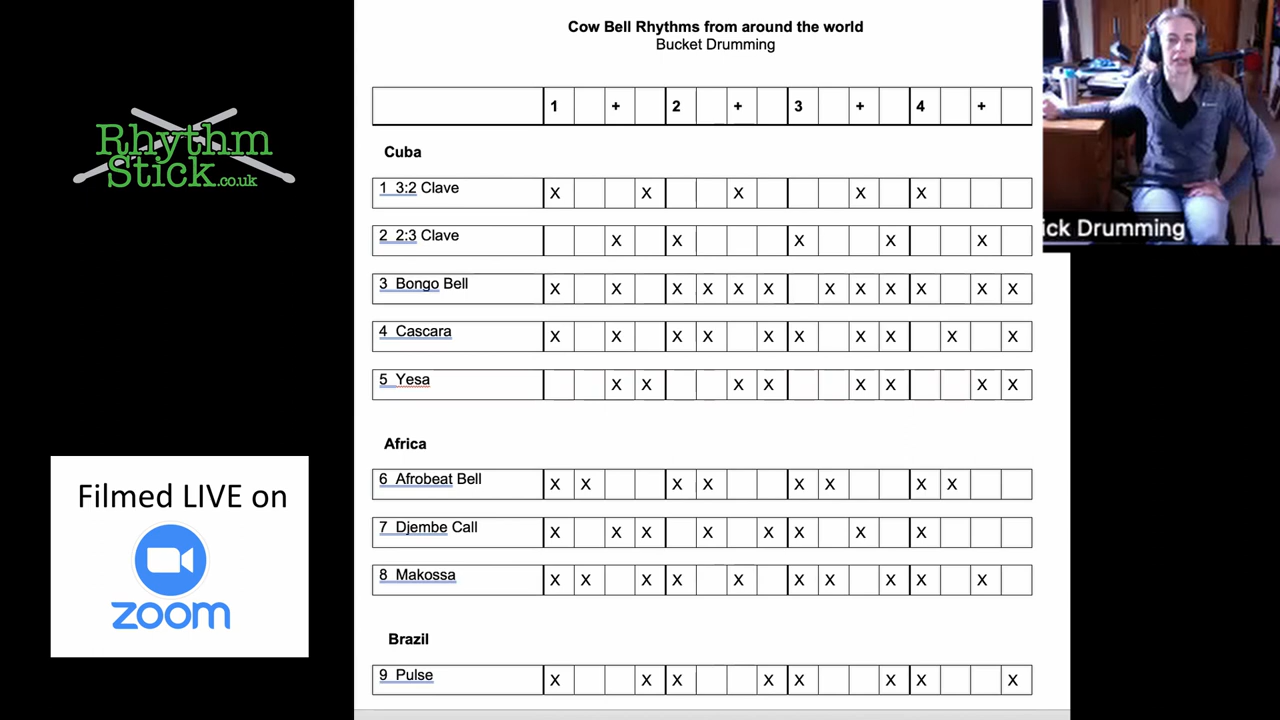 Cow Bell Rhythms from around the world
Bucket Drumming
1 + 2 + 3 + 4 +
Rhythm
Stick.co.uk
Cuba
1 3:2 Clave X X X X X
2 2:3 Clave X X X X X
ick Drumming
3 Bongo Bell X X X X X X X X X X X X
4 Cascara X X X X X X X X X X
5 Yesa X X X X X X X X
Africa
6 Afrobeat Bell X X X X X X X X
7 Djembe Call X X X X X X X X
8 Makossa X X X X X X X X X X
Brazil
9 Pulse X X X X X X X X
Filmed LIVE on
zoom